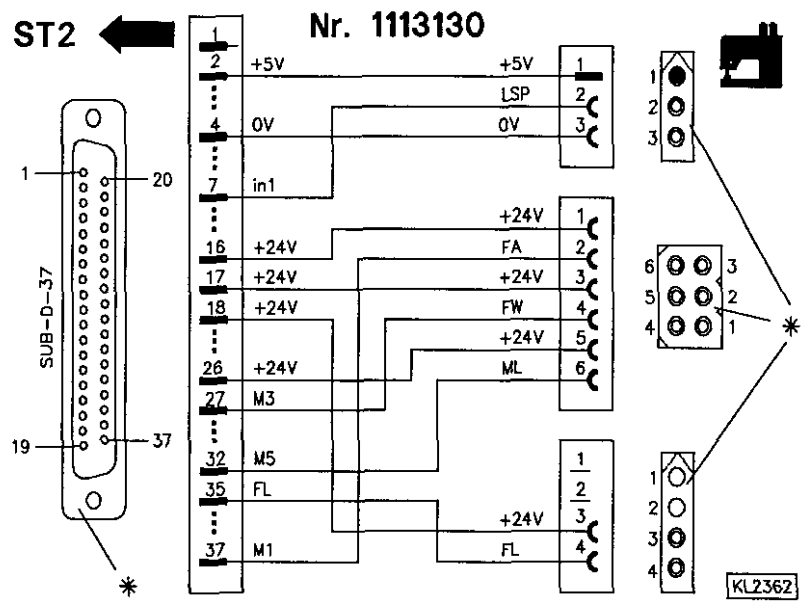 ST2
Nr. 1113130
1
2 +5V +5V 1
LSP 2
4 0V 0V 3
7 in1
+24V 1
16 +24V FA 2
17 +24V +24V 3
18 +24V FW 4
+24V 5
26 +24V ML 6
27 M3
32 M5 1
35 FL 2
+24V 3
37 M1 FL 4
1 20
SUB-D-37
19 37
*
1
2
3
6 3
5 2
4 1
*
1
2
3
4
KL2362